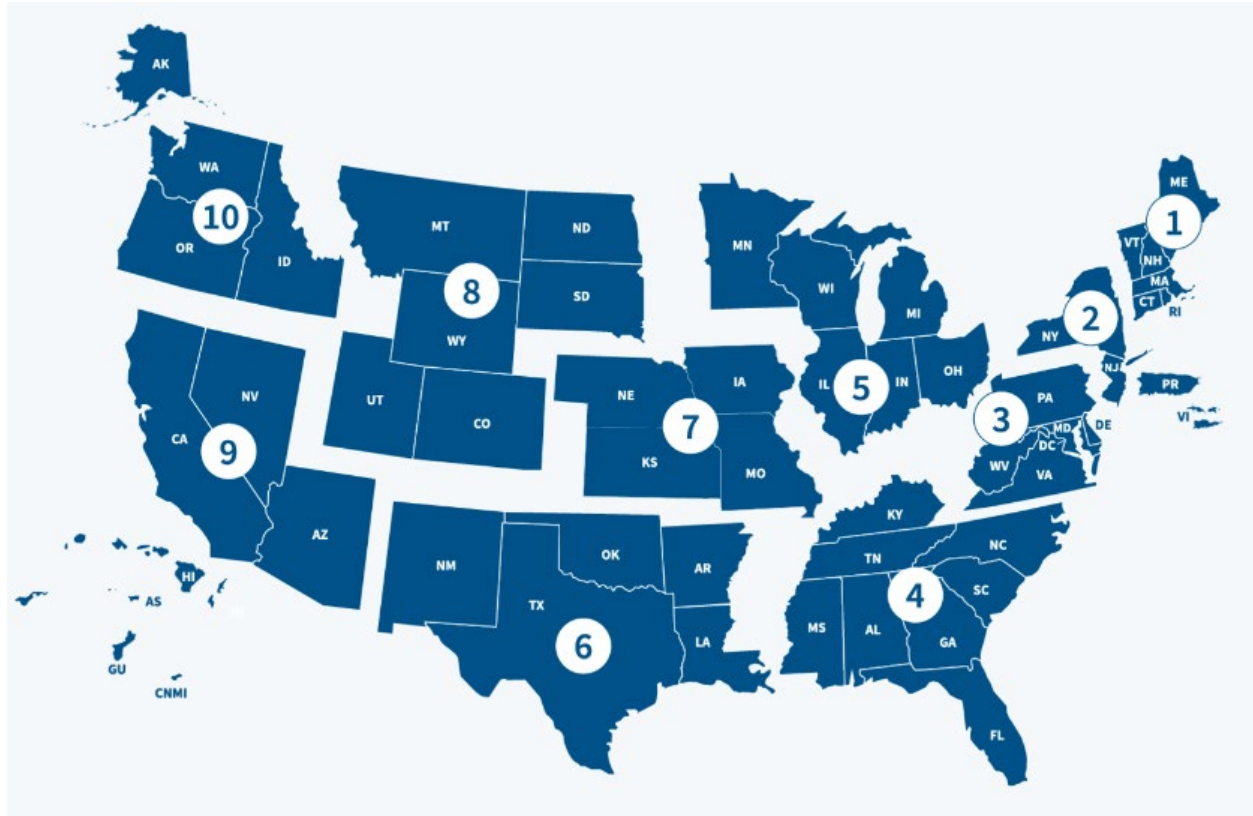 AK
WA
10
OR
ID
MT
ND
8
SD
WY
MN
WI
MI
ME
1
VT
NH
MA
CT
RI
2
NY
NJ
PR
VI
NV
CA
9
AZ
UT
CO
NE
IA
7
KS
MO
IL
5
IN
OH
3
PA
MD
DE
DC
WV
VA
HI
AS
GU
CNMI
NM
OK
AR
TX
6
LA
KY
TN
NC
4
SC
MS
AL
GA
FL